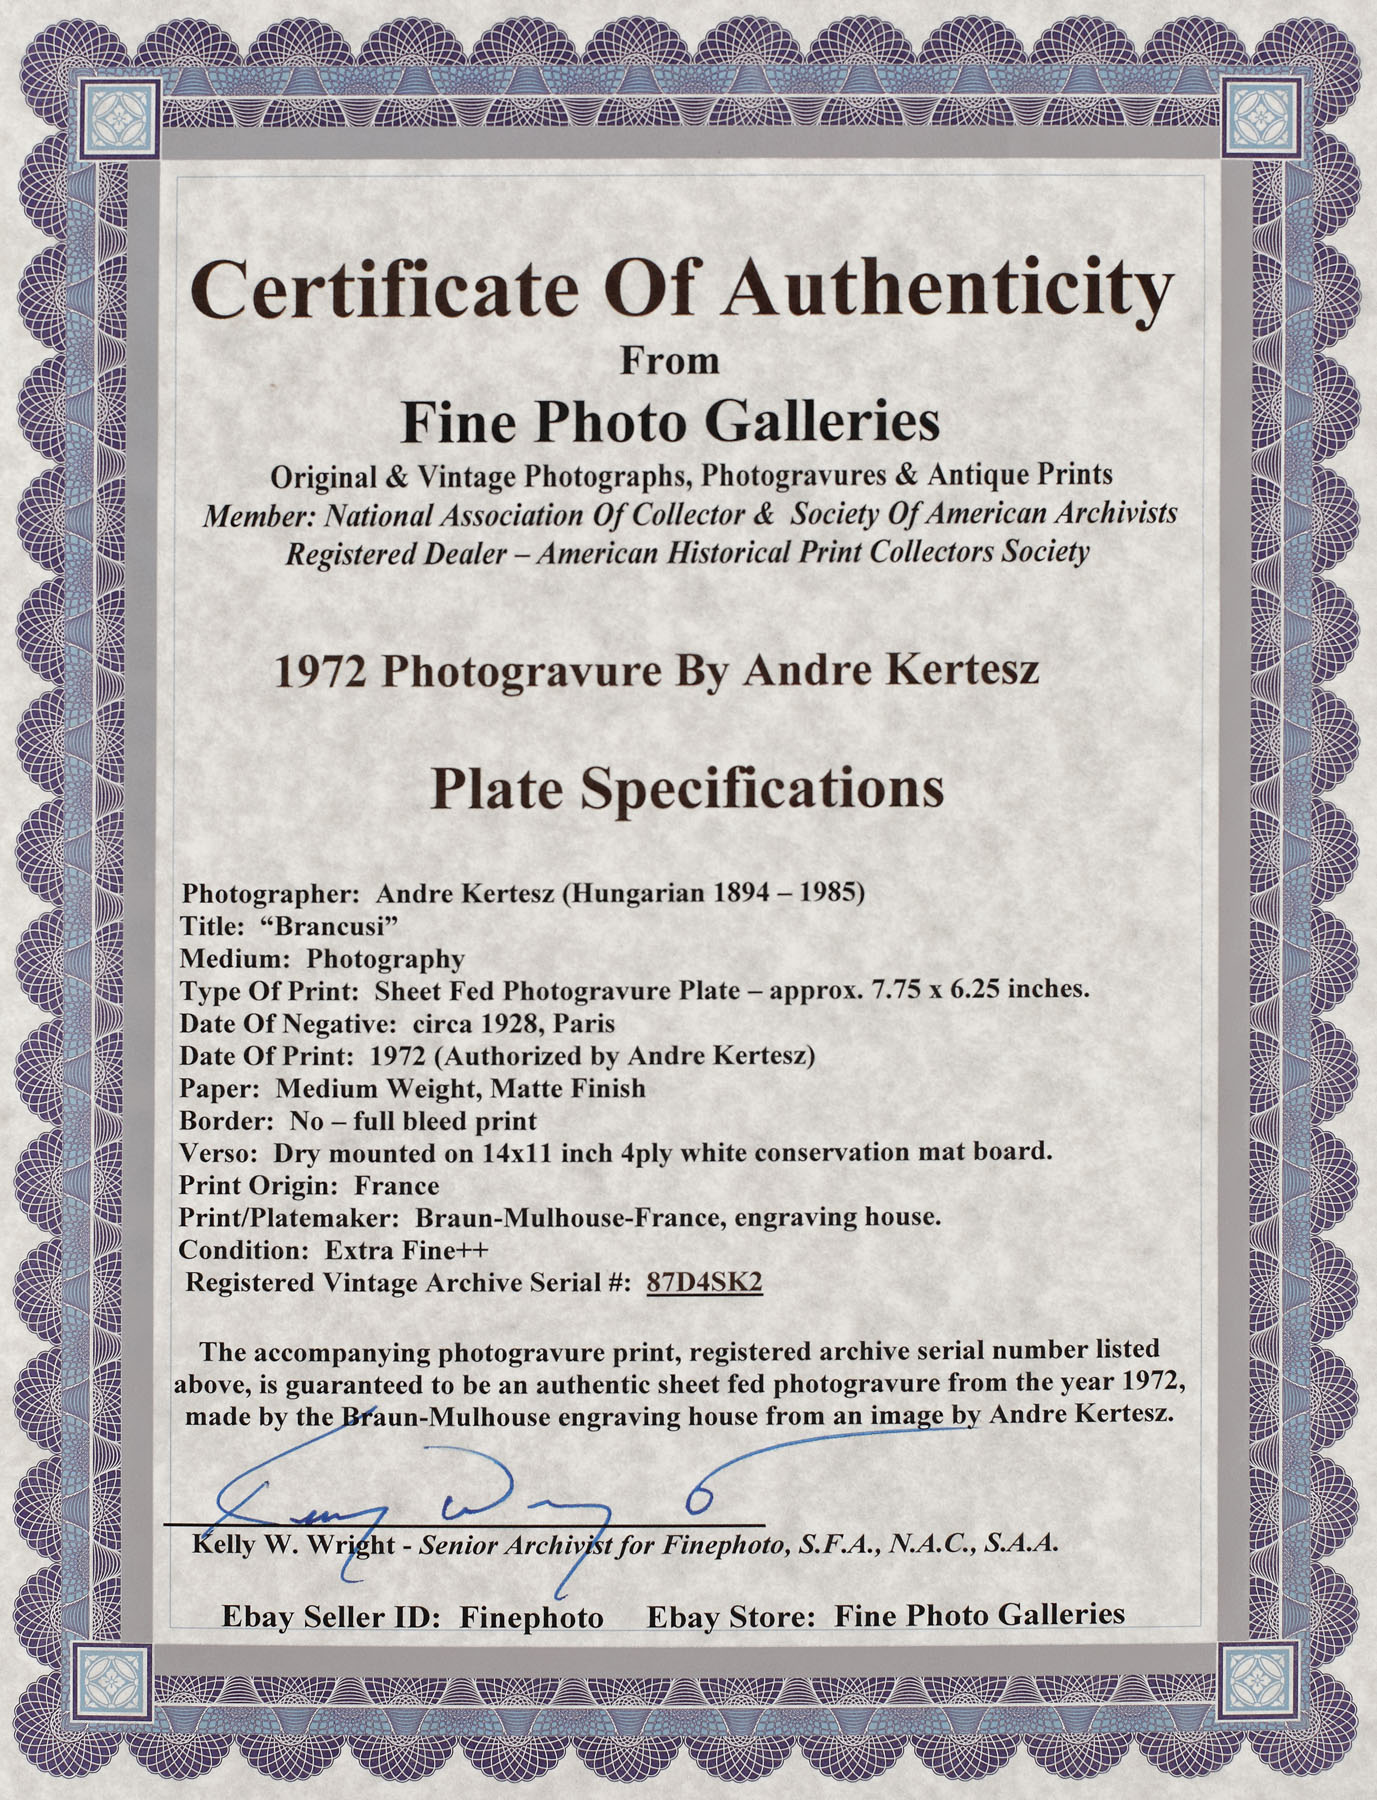 Certificate Of Authenticity
From
Fine Photo Galleries
Original & Vintage Photographs, Photogravures & Antique Prints
Member: National Association Of Collector & Society Of American Archivists
Registered Dealer – American Historical Print Collectors Society
1972 Photogravure By Andre Kertesz
Plate Specifications
Photographer: Andre Kertesz (Hungarian 1894 – 1985)
Title: “Brancusi”
Medium: Photography
Type Of Print: Sheet Fed Photogravure Plate – approx. 7.75 x 6.25 inches.
Date Of Negative: circa 1928, Paris
Date Of Print: 1972 (Authorized by Andre Kertesz)
Paper: Medium Weight, Matte Finish
Border: No – full bleed print
Verso: Dry mounted on 14x11 inch 4ply white conservation mat board.
Print Origin: France
Print/Platemaker: Braun-Mulhouse-France, engraving house.
Condition: Extra Fine++
Registered Vintage Archive Serial #: 87D4SK2
The accompanying photogravure print, registered archive serial number listed
above, is guaranteed to be an authentic sheet fed photogravure from the year 1972,
made by the Braun-Mulhouse engraving house from an image by Andre Kertesz.
Kelly W. Wright - Senior Archivist for Finephoto, S.F.A., N.A.C., S.A.A.
Ebay Seller ID: Finephoto Ebay Store: Fine Photo Galleries